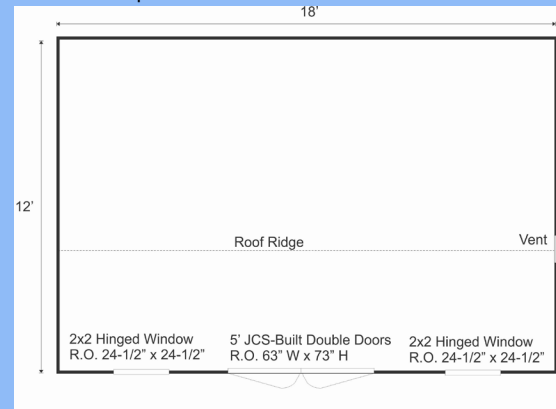 18'
12'
Roof Ridge
Vent
2x2 Hinged Window
R.O. 24-1/2" x 24-1/2"
5' JCS-Built Double Doors
R.O. 63" W x 73" H
2x2 Hinged Window
R.O. 24-1/2" x 24-1/2"